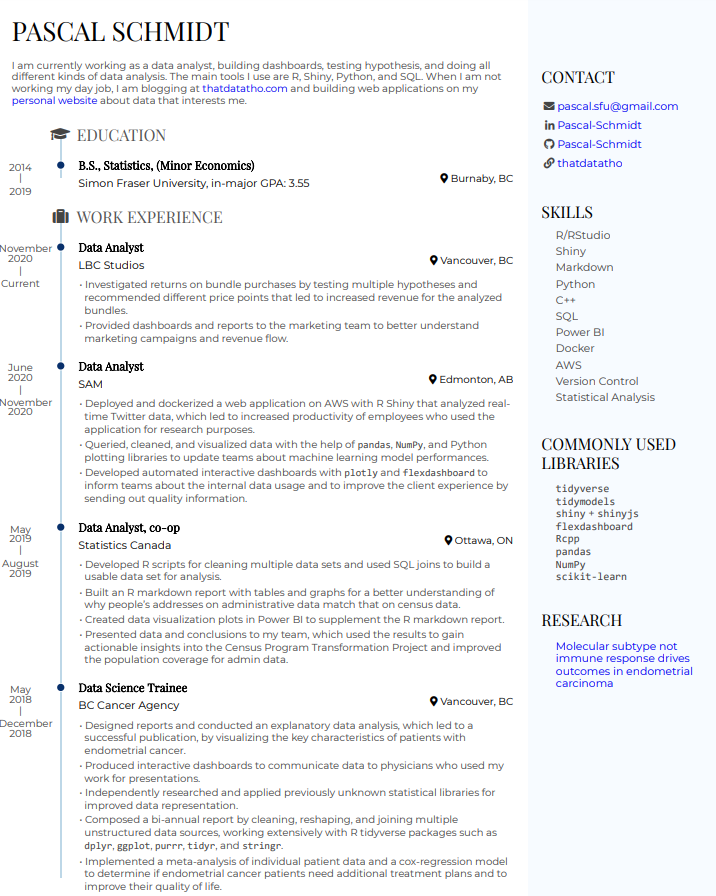 PASCAL SCHMIDT
I am currently working as a data analyst, building dashboards, testing hypothesis, and doing all
different kinds of data analysis. The main tools I use are R, Shiny, Python, and SQL. When I am not
working my day job, I am blogging at thatdatatho.com and building web applications on my
personal website about data that interests me.
EDUCATION
2014
|
2019
B.S., Statistics, (Minor Economics)
Simon Fraser University, in-major GPA: 3.55
Burnaby, BC
WORK EXPERIENCE
November
2020
|
Current
Data Analyst
LBC Studios
Vancouver, BC
• Investigated returns on bundle purchases by testing multiple hypotheses and
recommended different price points that led to increased revenue for the analyzed
bundles.
• Provided dashboards and reports to the marketing team to better understand
marketing campaigns and revenue flow.
June
2020
|
November
2020
Data Analyst
SAM
Edmonton, AB
• Deployed and dockerized a web application on AWS with R Shiny that analyzed real-
time Twitter data, which led to increased productivity of employees who used the
application for research purposes.
• Queried, cleaned, and visualized data with the help of pandas, NumPy, and Python
plotting libraries to update teams about machine learning model performances.
• Developed automated interactive dashboards with plotly and flexdashboard to
inform teams about the internal data usage and to improve the client experience by
sending out quality information.
May
2019
|
August
2019
Data Analyst, co-op
Statistics Canada
Ottawa, ON
• Developed R scripts for cleaning multiple data sets and used SQL joins to build a
usable data set for analysis.
• Built an R markdown report with tables and graphs for a better understanding of
why people's addresses on administrative data match that on census data.
• Created data visualization plots in Power BI to supplement the R markdown report.
• Presented data and conclusions to my team, which used the results to gain
actionable insights into the Census Program Transformation Project and improved
the population coverage for admin data.
May
2018
|
December
2018
Data Science Trainee
BC Cancer Agency
Vancouver, BC
• Designed reports and conducted an explanatory data analysis, which led to a
successful publication, by visualizing the key characteristics of patients with
endometrial cancer.
• Produced interactive dashboards to communicate data to physicians who used my
work for presentations.
• Independently researched and applied previously unknown statistical libraries for
improved data representation.
• Composed a bi-annual report by cleaning, reshaping, and joining multiple
unstructured data sources, working extensively with R tidyverse packages such as
dplyr, ggplot, purrr, tidyr, and stringr.
• Implemented a meta-analysis of individual patient data and a cox-regression model
to determine if endometrial cancer patients need additional treatment plans and to
improve their quality of life.
CONTACT
pascal.sfu@gmail.com
Pascal-Schmidt
Pascal-Schmidt
thatdatatho
SKILLS
R/RStudio
Shiny
Markdown
Python
C++
SQL
Power BI
Docker
AWS
Version Control
Statistical Analysis
COMMONLY USED
LIBRARIES
tidyverse
tidymodels
shiny + shinyjs
flexdashboard
Rcpp
pandas
NumPy
scikit-learn
RESEARCH
Molecular subtype not
immune response drives
outcomes in endometrial
carcinoma